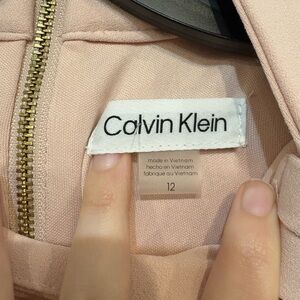 Calvin Klein
made in Vietnam
hecho en Vietnam
fabriqué au Vietnam
12